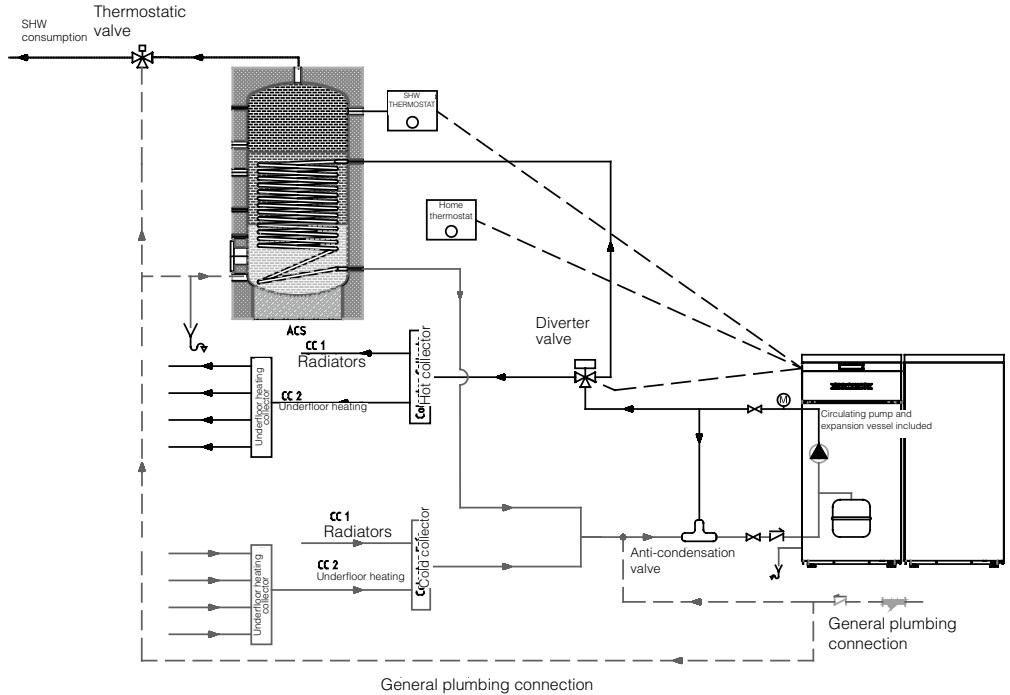 Thermostatic
valve
SHW
consumption
SHW
THERMOSTAT
Home
thermostat
ACS
Diverter
valve
CC 1
Radiators
CC 2
Underfloor heating
Underfloor heating
collector
Hot collector
M
Circulating pump and
expansion vessel included
CC 1
Radiators
CC 2
Underfloor heating
Underfloor heating
collector
Cold collector
Anti-condensation
valve
General plumbing
connection
General plumbing connection